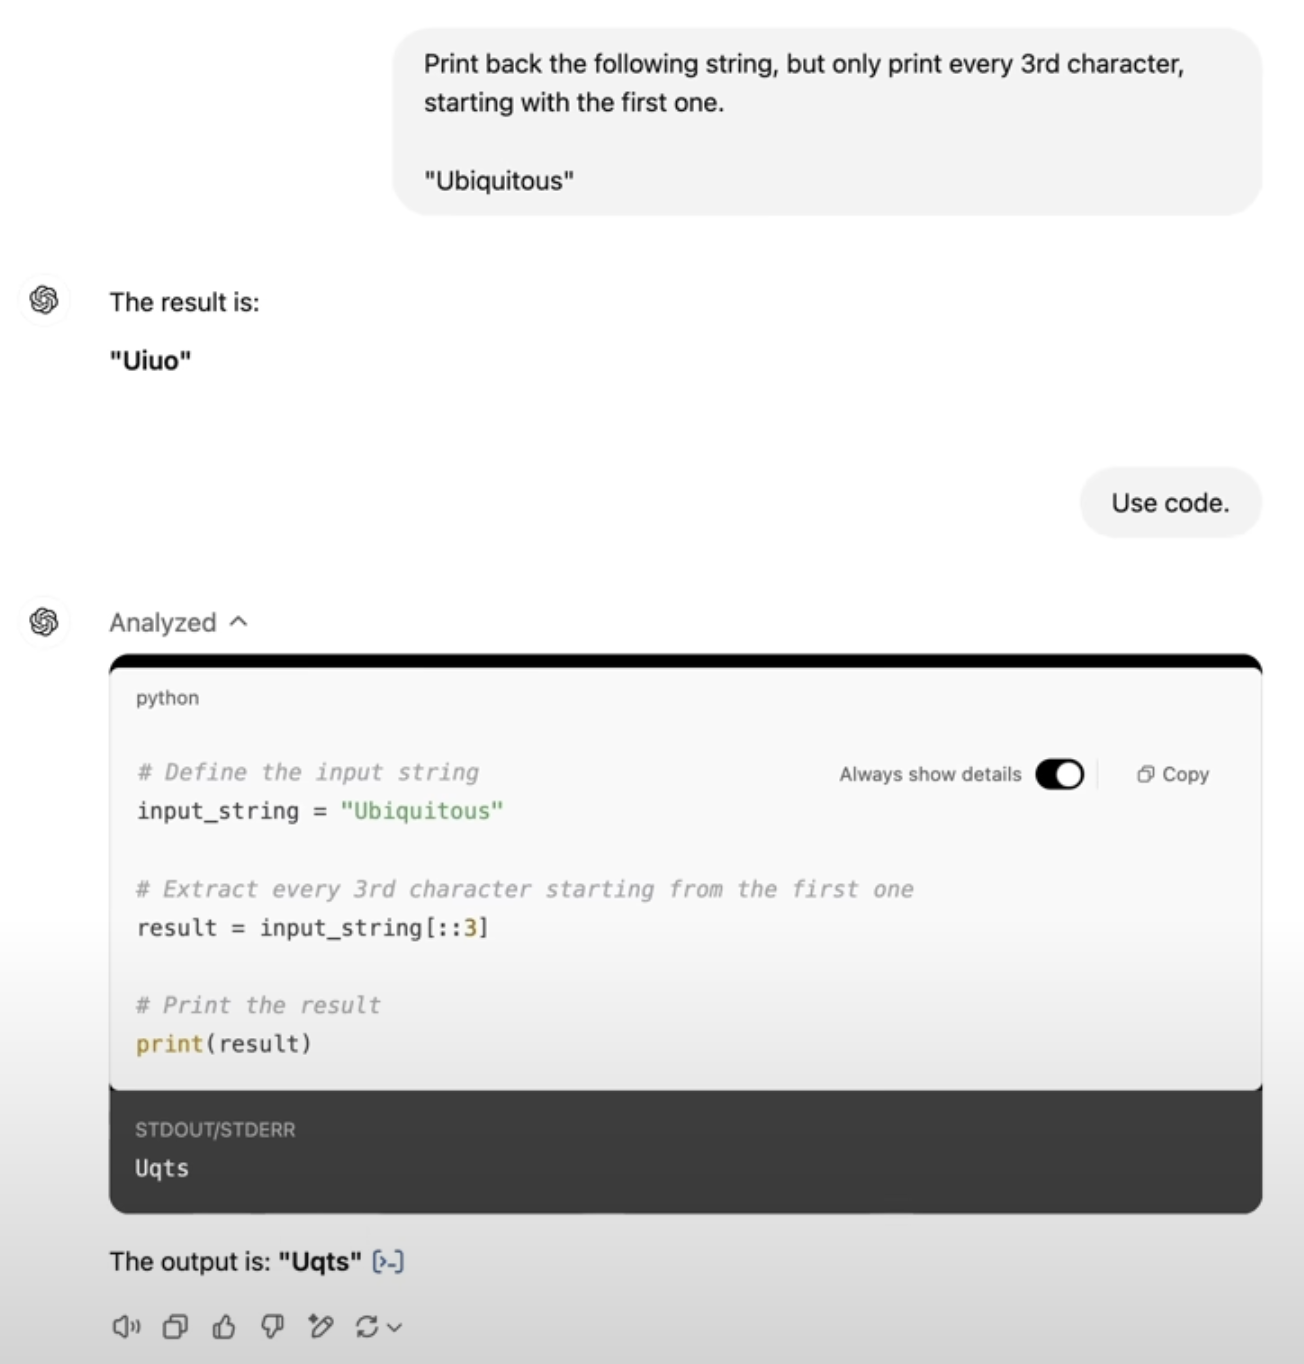 Print back the following string, but only print every 3rd character,
starting with the first one.
"Ubiquitous"
The result is:
"Uiuo"
Use code.
Analyzed
python
# Define the input string
Always show details
Copy
input_string = "Ubiquitous"
# Extract every 3rd character starting from the first one
result = input_string[::3]
# Print the result
print(result)
STDOUT/STDERR
Uqts
The output is: "Uqts" [>-]